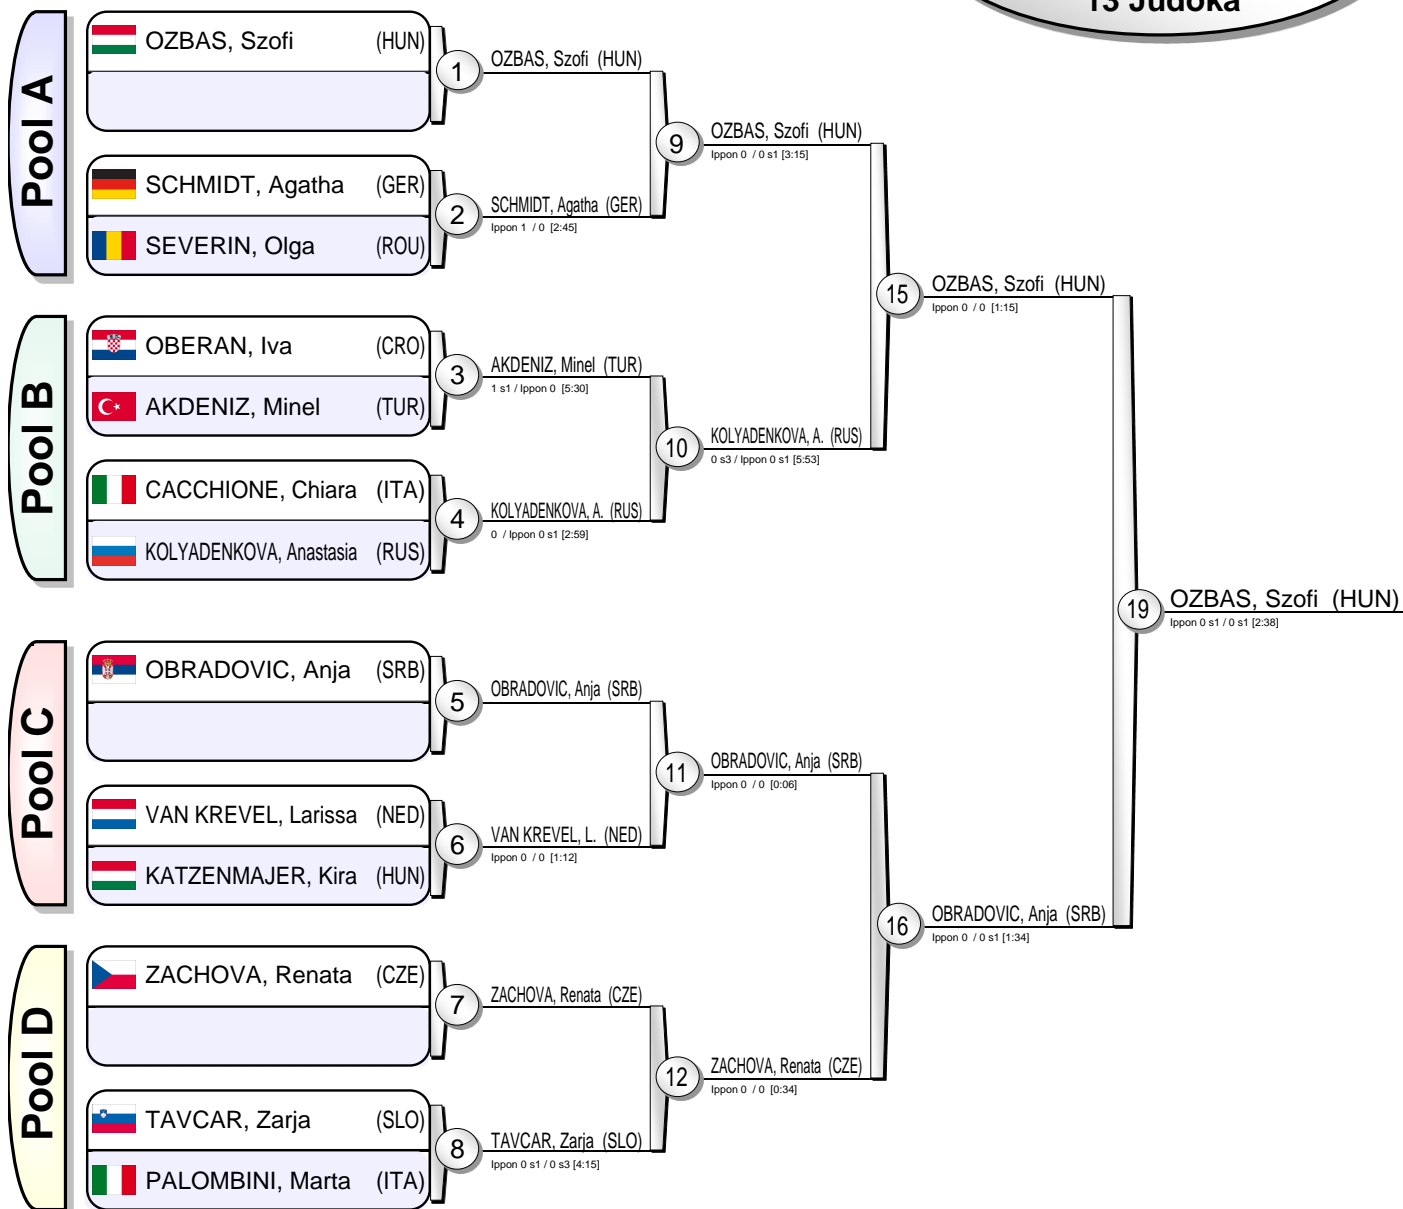 13 Judoka
Pool A
OZBAS, Szofi (HUN)
1
OZBAS, Szofi (HUN)
SCHMIDT, Agatha (GER)
SEVERIN, Olga (ROU)
2
SCHMIDT, Agatha (GER)
Ippon 1 / 0 [2:45]
9
OZBAS, Szofi (HUN)
Ippon 0 / 0 s1 [3:15]
Pool B
OBERAN, Iva (CRO)
AKDENIZ, Minel (TUR)
3
AKDENIZ, Minel (TUR)
1 s1 / Ippon 0 [5:30]
CACCHIONE, Chiara (ITA)
KOLYADENKOVA, Anastasia (RUS)
4
KOLYADENKOVA, A. (RUS)
0 / Ippon 0 s1 [2:59]
10
KOLYADENKOVA, A. (RUS)
0 s3 / Ippon 0 s1 [5:53]
15
OZBAS, Szofi (HUN)
Ippon 0 / 0 [1:15]
Pool C
OBRADOVIC, Anja (SRB)
5
OBRADOVIC, Anja (SRB)
VAN KREVEL, Larissa (NED)
KATZENMAJER, Kira (HUN)
6
VAN KREVEL, L. (NED)
Ippon 0 / 0 [1:12]
11
OBRADOVIC, Anja (SRB)
Ippon 0 / 0 [0:06]
Pool D
ZACHOVA, Renata (CZE)
7
ZACHOVA, Renata (CZE)
TAVCAR, Zarja (SLO)
PALOMBINI, Marta (ITA)
8
TAVCAR, Zarja (SLO)
Ippon 0 s1 / 0 s3 [4:15]
12
ZACHOVA, Renata (CZE)
Ippon 0 / 0 [0:34]
16
OBRADOVIC, Anja (SRB)
Ippon 0 / 0 s1 [1:34]
19
OZBAS, Szofi (HUN)
Ippon 0 s1 / 0 s1 [2:38]